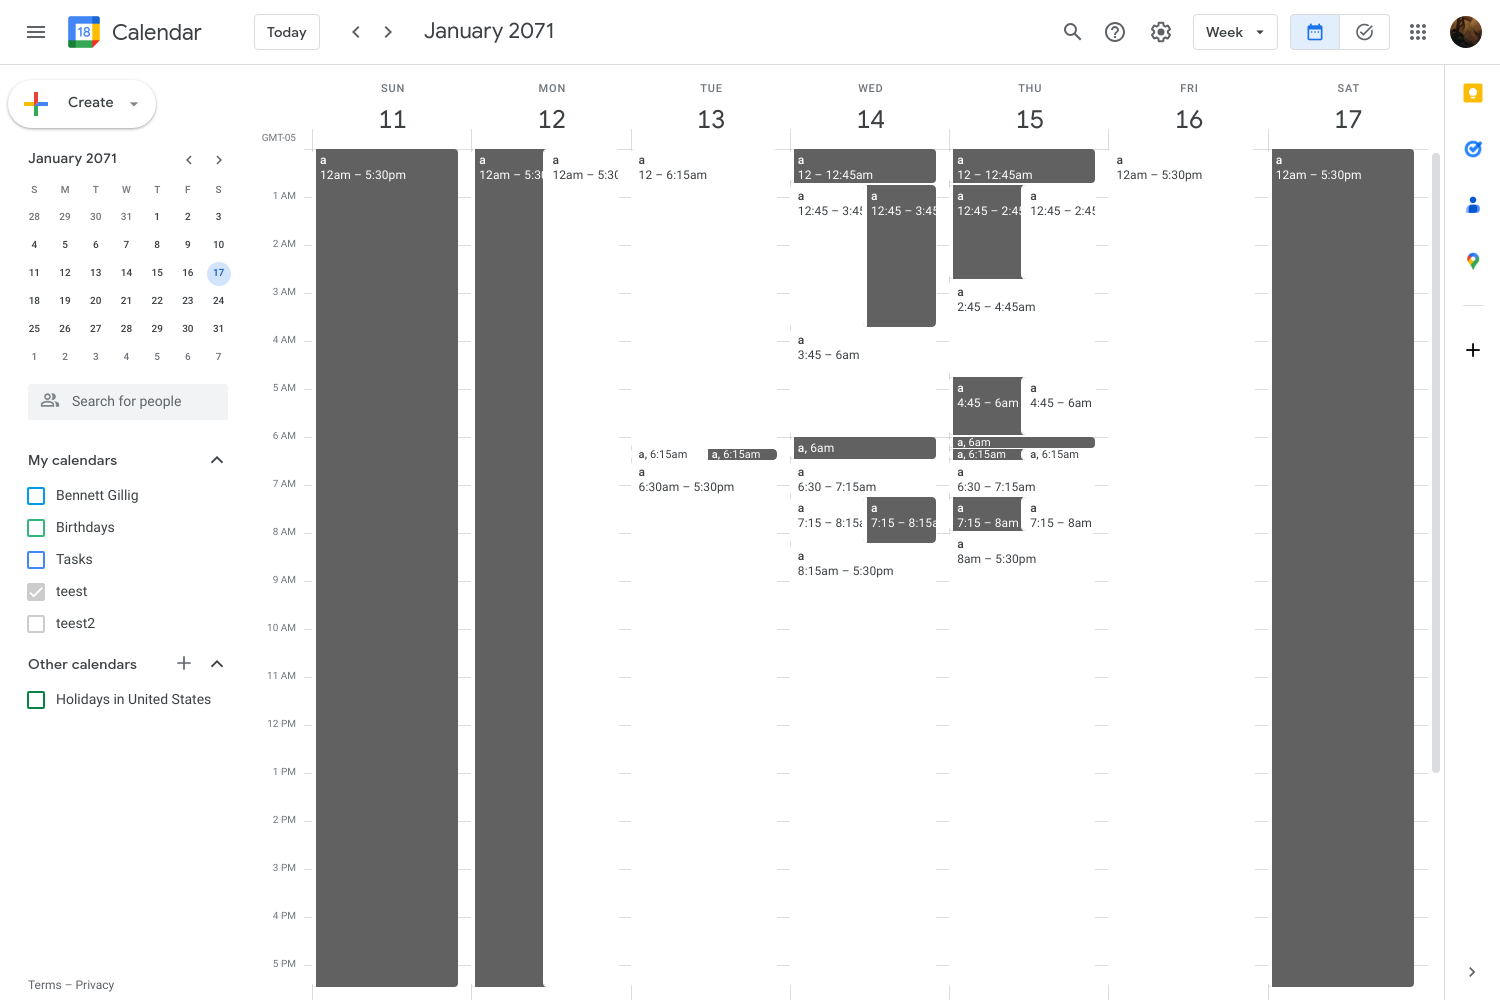 18 Calendar
Today
January 2071
Week
Create
January 2071
S M T W T F S
28 29 30 31 1 2 3
4 5 6 7 8 9 10
11 12 13 14 15 16 17
18 19 20 21 22 23 24
25 26 27 28 29 30 31
1 2 3 4 5 6 7
Search for people
My calendars
Bennett Gillig
Birthdays
Tasks
teest
teest2
Other calendars
Holidays in United States
Terms – Privacy
GMT-05
SUN MON TUE WED THU FRI SAT
11 12 13 14 15 16 17
1 AM
2 AM
3 AM
4 AM
5 AM
6 AM
7 AM
8 AM
9 AM
10 AM
11 AM
12 PM
1 PM
2 PM
3 PM
4 PM
5 PM
a
12am – 5:30pm
a
12am – 5:30
a
12am – 5:30
a
12 – 6:15am
a, 6:15am
a, 6:15am
a
6:30am – 5:30pm
a
12 – 12:45am
a
12:45 – 3:45
a
12:45 – 3:45
a
3:45 – 6am
a, 6am
a
6:30 – 7:15am
a
7:15 – 8:15a
a
7:15 – 8:15a
a
8:15am – 5:30pm
a
12 – 12:45am
a
12:45 – 2:45
a
12:45 – 2:45
a
2:45 – 4:45am
a
4:45 – 6am
a
4:45 – 6am
a, 6am
a, 6:15am
a, 6:15am
a
6:30 – 7:15am
a
7:15 – 8am
a
7:15 – 8am
a
8am – 5:30pm
a
12am – 5:30pm
a
12am – 5:30pm